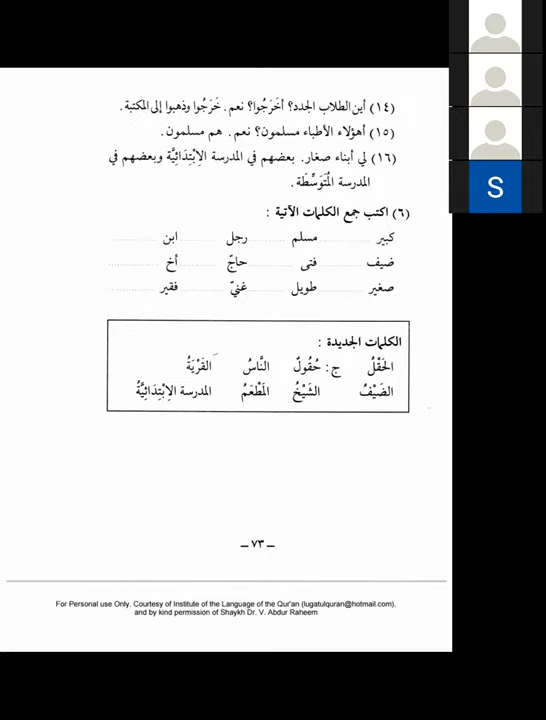 (١٤) أين الطلاب الجدد؟ أخَرَجُوا؟ نعم. خَرَجُوا وذهبوا إلى المكتبة.
(١٥) أهؤلاء الأطباء مسلمون؟ نعم. هم مسلمون.
(١٦) لي أبناء صغار. بعضهم في المدرسة الاِبْتِدَائِيَّة وبعضهم في
المدرسة المُتَوَسِّطَة.
(٦) اكتب جمع الكلمات الآتية :
كبير .......... مسلم .......... رجل .......... ابن ..........
ضيف .......... فتى .......... حاجّ .......... أخ ..........
صغير .......... طويل .......... غنيّ .......... فقير ..........
الكلمات الجديدة :
الحَقْلُ ج: حُقُولٌ النَّاسُ القَرْيَةُ
الضَيْفُ الشَيْخُ المَطْعَمُ المدرسة الاِبْتِدَائِيَّةُ
– ٧٣ –
For Personal use Only. Courtesy of Institute of the Language of the Qur'an (lugatulquran@hotmail.com),
and by kind permission of Shaykh Dr. V. Abdur Raheem
S